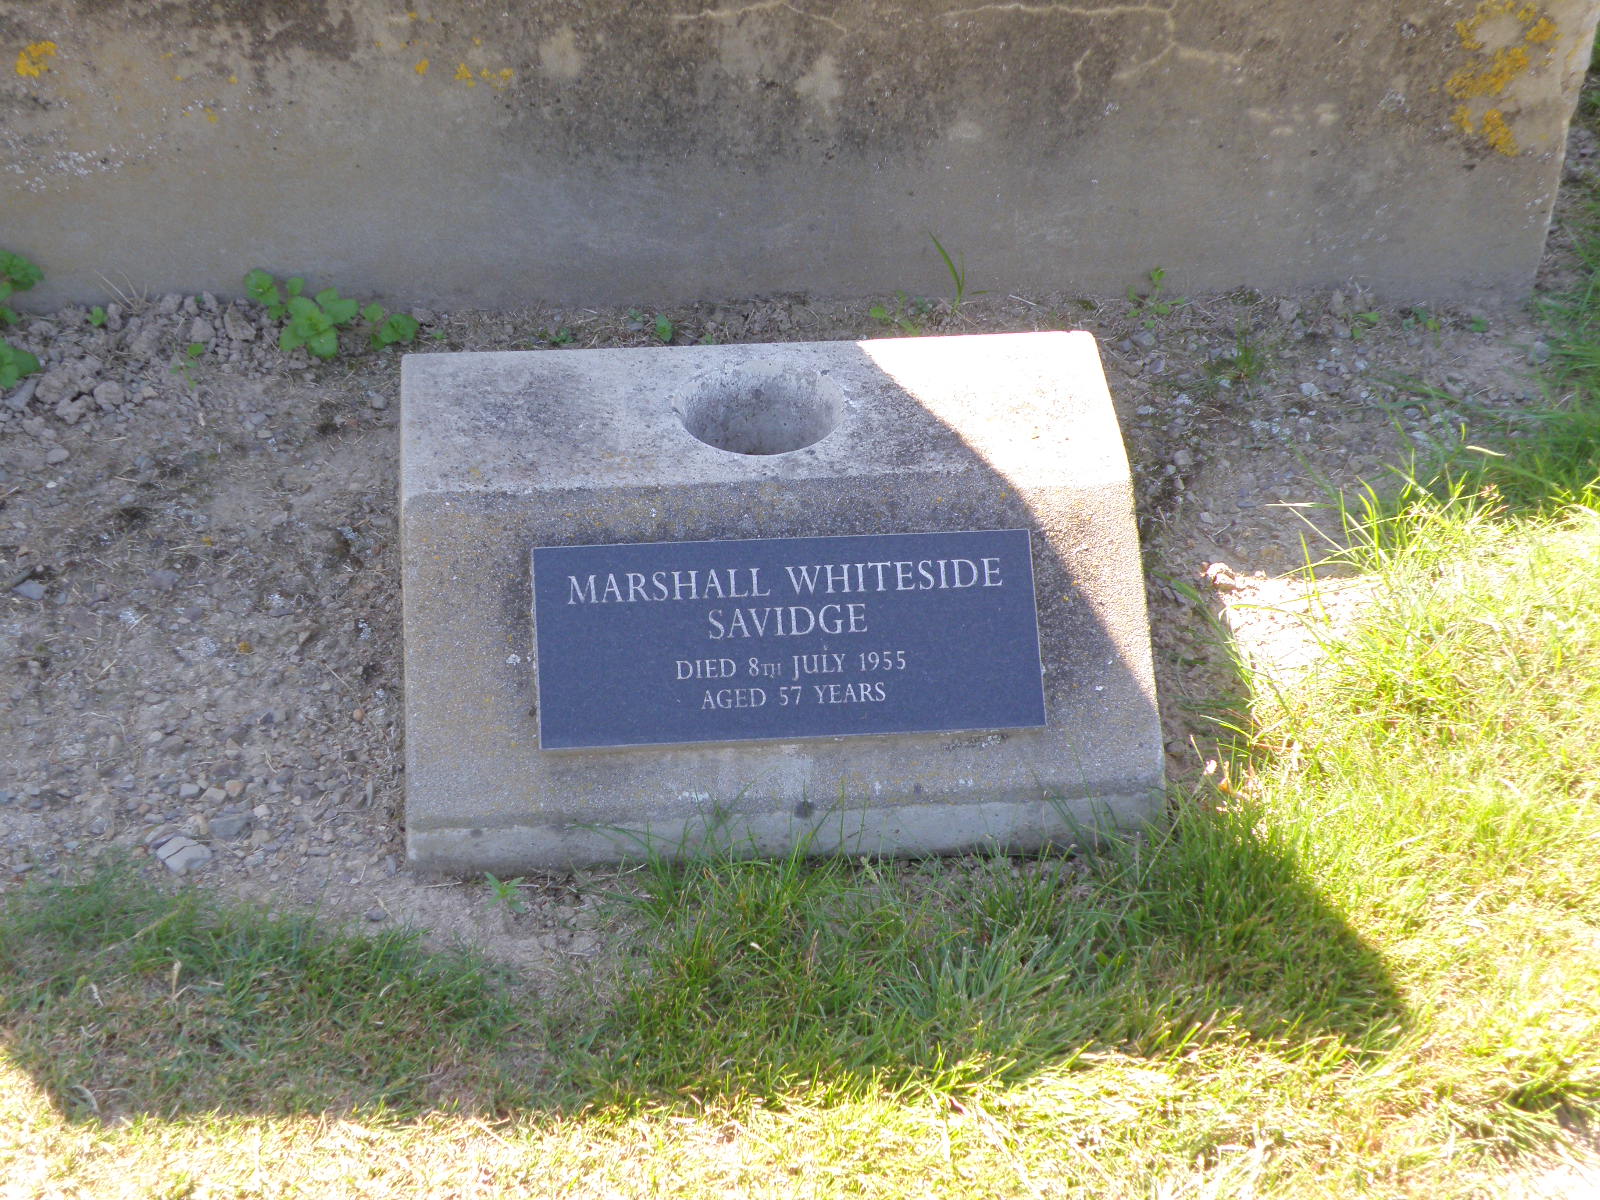 MARSHALL WHITESIDE
SAVIDGE
DIED 8TH JULY 1955
AGED 57 YEARS